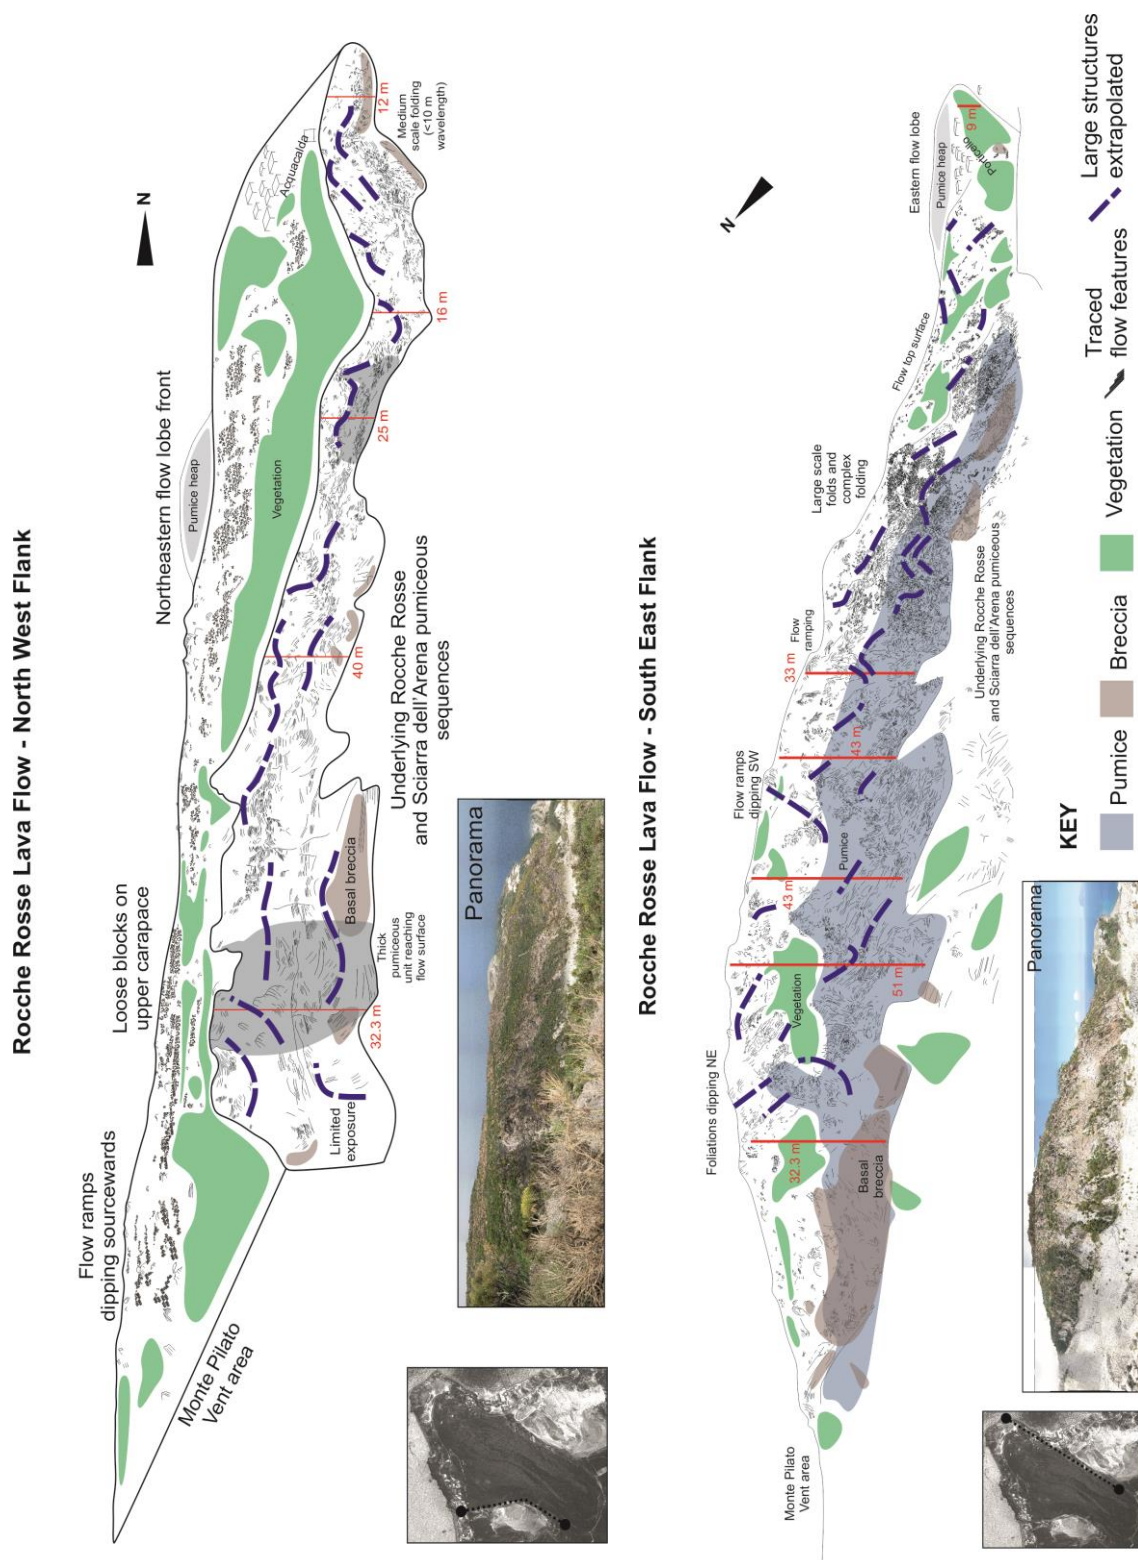 Rocche Rosse Lava Flow - North West Flank
Flow ramps
dipping sourcewards
Loose blocks on
upper carapace
Northeastern flow lobe front
Pumice heap
Vegetation
Acquacalda
N
Monte Pilato
Vent area
Limited
exposure
32.3 m
Thick
pumiceous
unit reaching
flow surface
Basal breccia
40 m
25 m
16 m
12 m
Medium
scale folding
(<10 m
wavelength)
Underlying Rocche Rosse
and Sciarra dell'Arena pumiceous
sequences
Panorama
Rocche Rosse Lava Flow - South East Flank
Monte Pilato
Vent area
Foliations dipping NE
Flow ramps
dipping SW
Flow
ramping
Large scale
folds and
complex
folding
Flow top surface
Eastern flow lobe
Pumice heap
Porticello
N
32.3 m
Basal
breccia
Vegetation
51 m
43 m
Pumice
43 m
33 m
9 m
Underlying Rocche Rosse
and Sciarra dell'Arena pumiceous
sequences
Panorama
KEY
Pumice
Breccia
Vegetation
Traced
flow features
Large structures
extrapolated